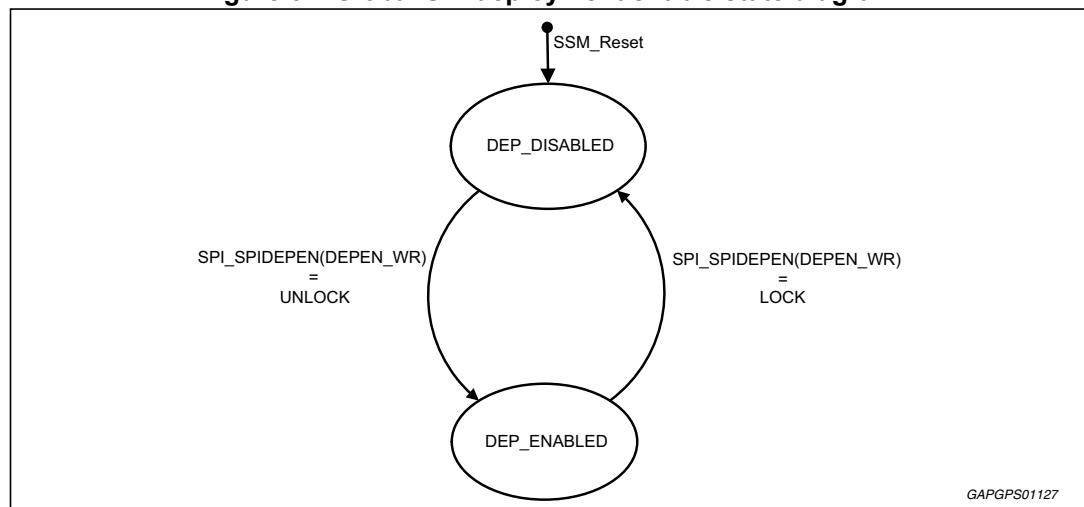 SSM_Reset
DEP_DISABLED
SPI_SPIDEPEN(DEPEN_WR)
=
UNLOCK
SPI_SPIDEPEN(DEPEN_WR)
=
LOCK
DEP_ENABLED
GAPGPS01127